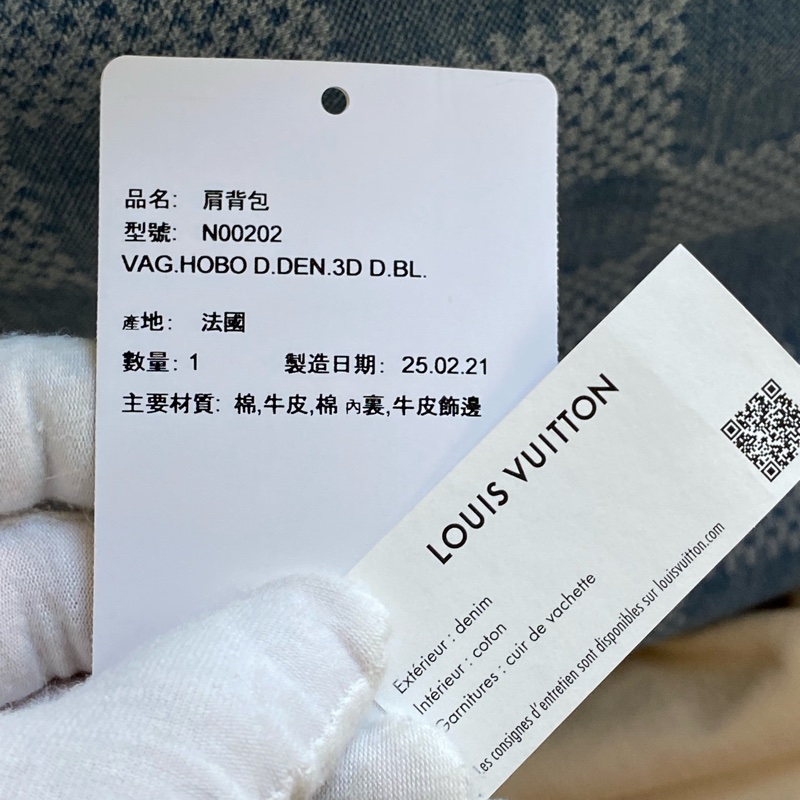 品名: 肩背包
型號: N00202
VAG.HOBO D.DEN.3D D.BL.
產地: 法國
數量: 1 製造日期: 25.02.21
主要材質: 棉,牛皮,棉 內裏,牛皮飾邊
LOUIS VUITTON
Extérieur : denim
Intérieur : coton
Garnitures : cuir de vachette
Les consignes d'entretien sont disponibles sur louisvuitton.com